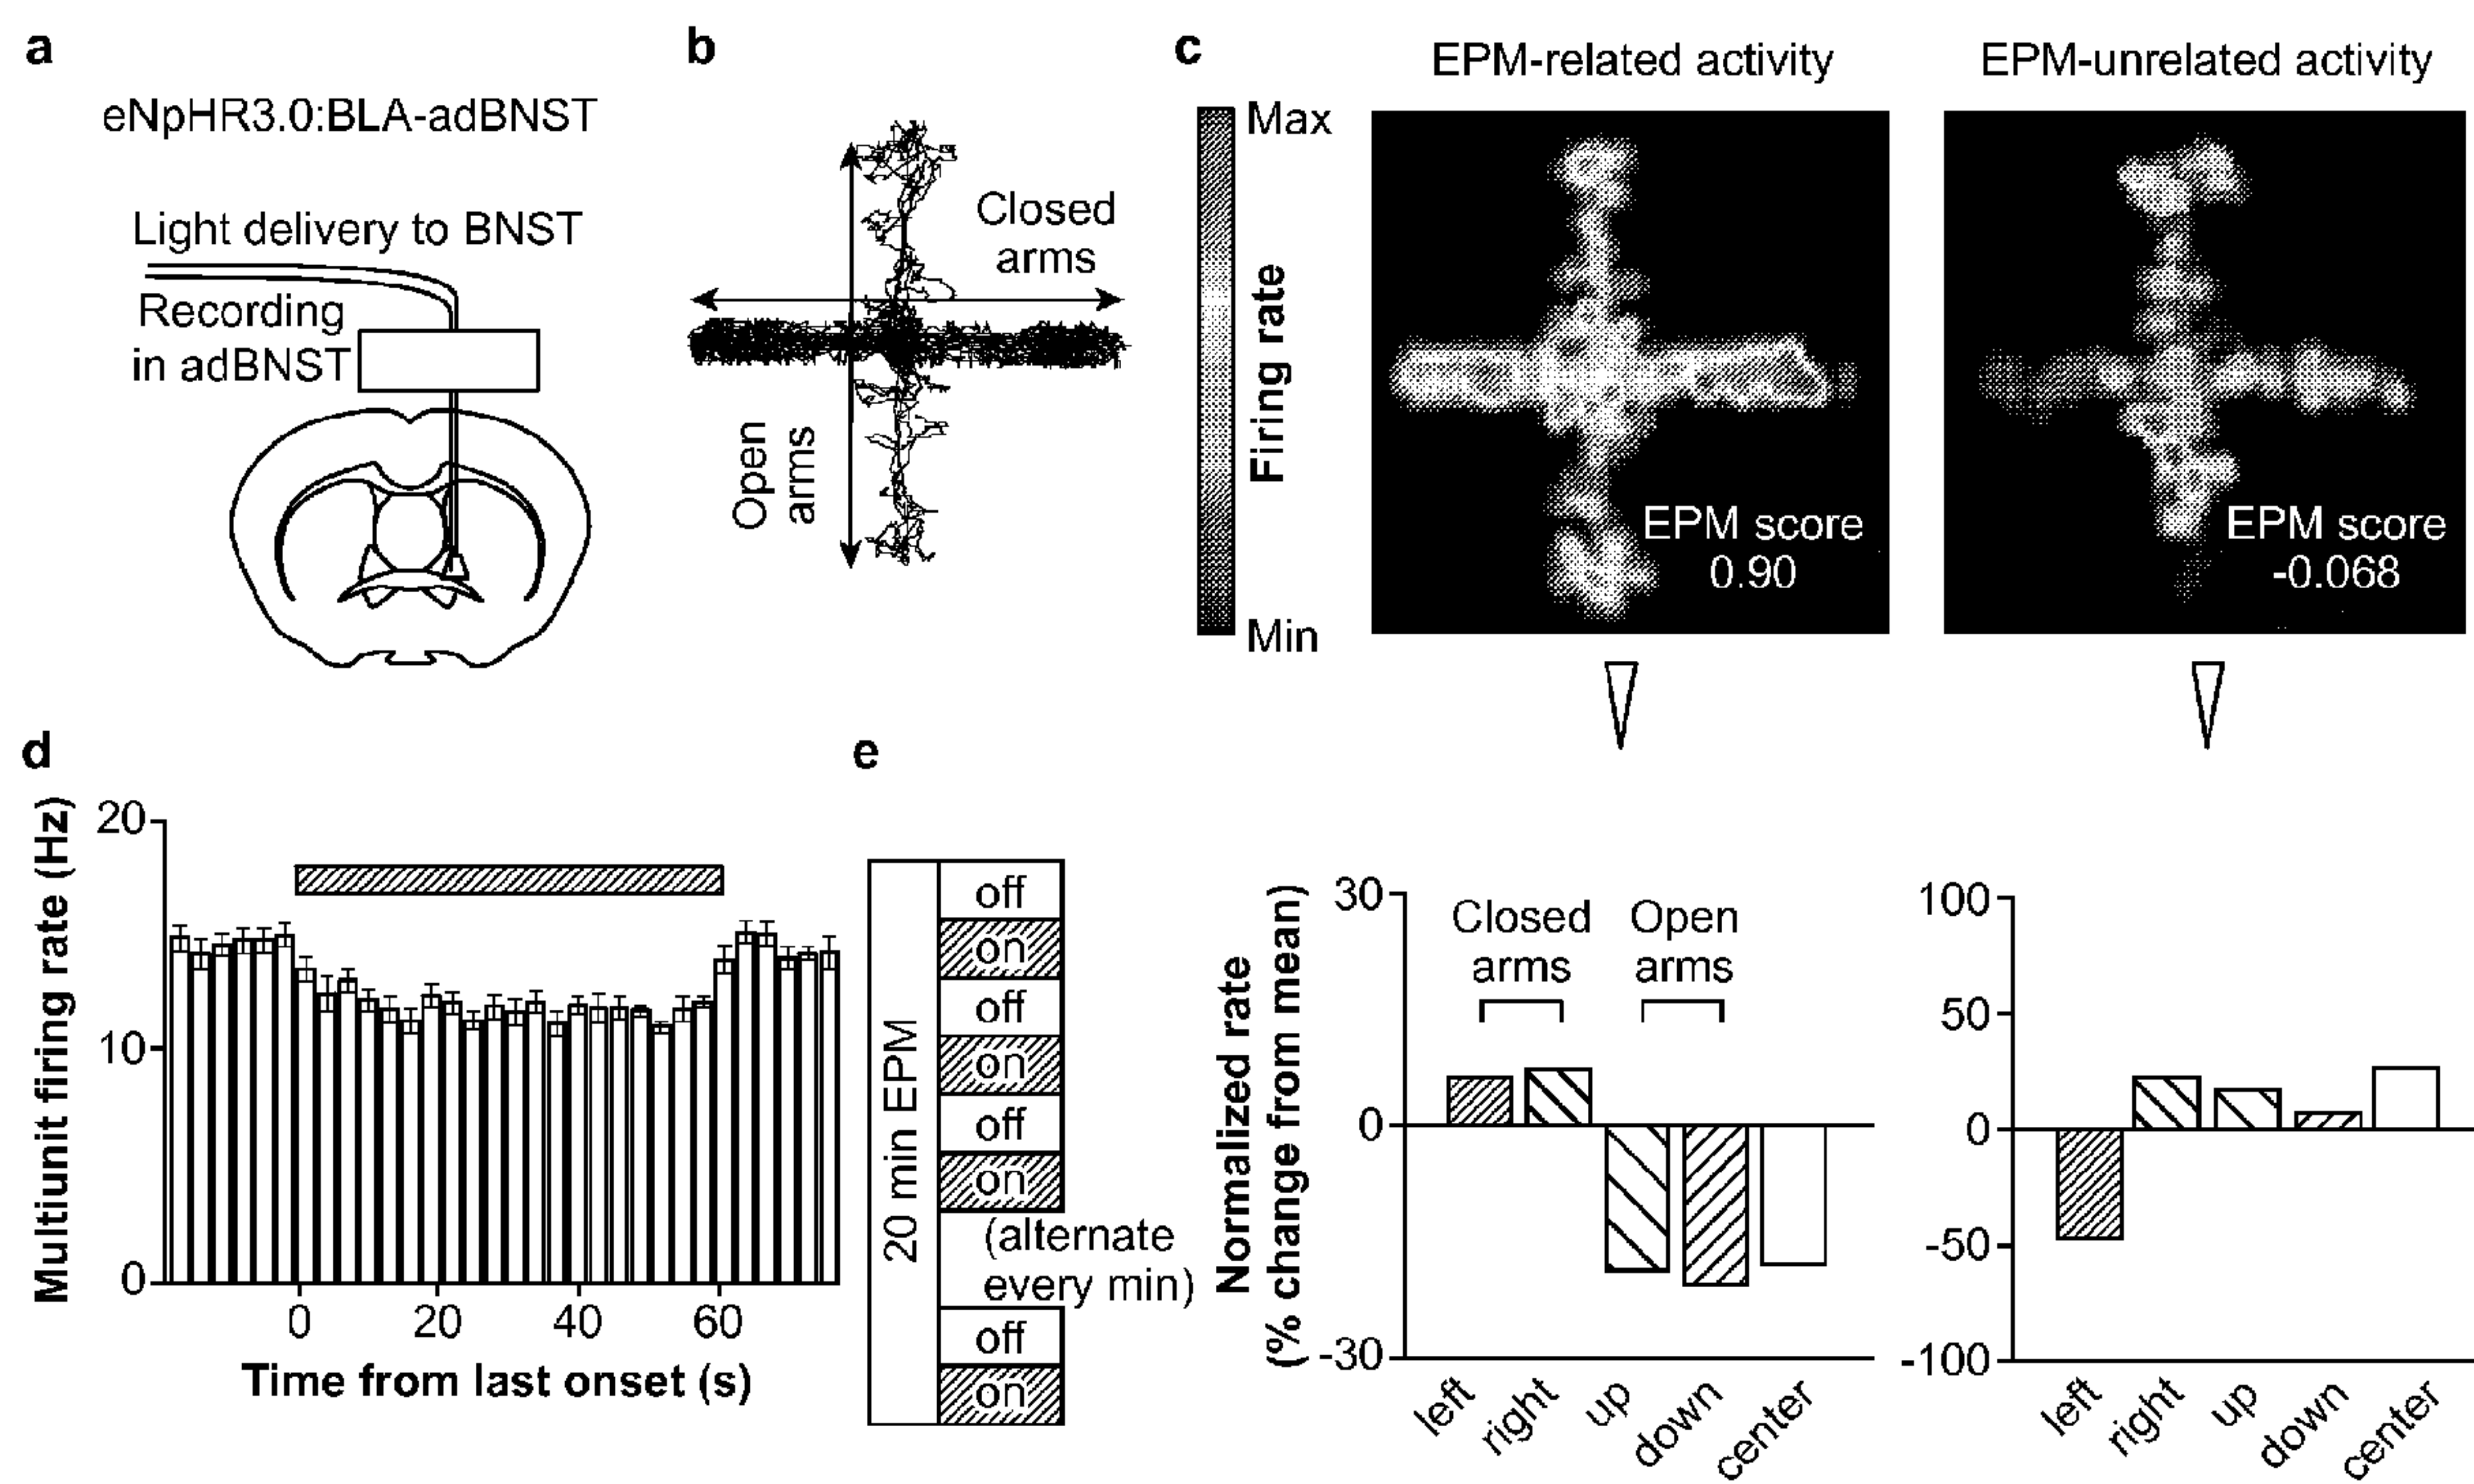 a
eNpHR3.0:BLA-adBNST
Light delivery to BNST
Recording
in adBNST
b
Closed
arms
Open
arms
c
EPM-related activity
EPM-unrelated activity
Max
Firing rate
Min
EPM score
0.90
EPM score
-0.068
d
Multiunit firing rate (Hz)
20
10
0
0 20 40 60
Time from last onset (s)
e
20 min EPM
off
on
off
on
off
on
(alternate
every min)
off
on
Normalized rate
(% change from mean)
30
0
-30
Closed
arms
Open
arms
left right up down center
100
50
0
-50
-100
left right up down center